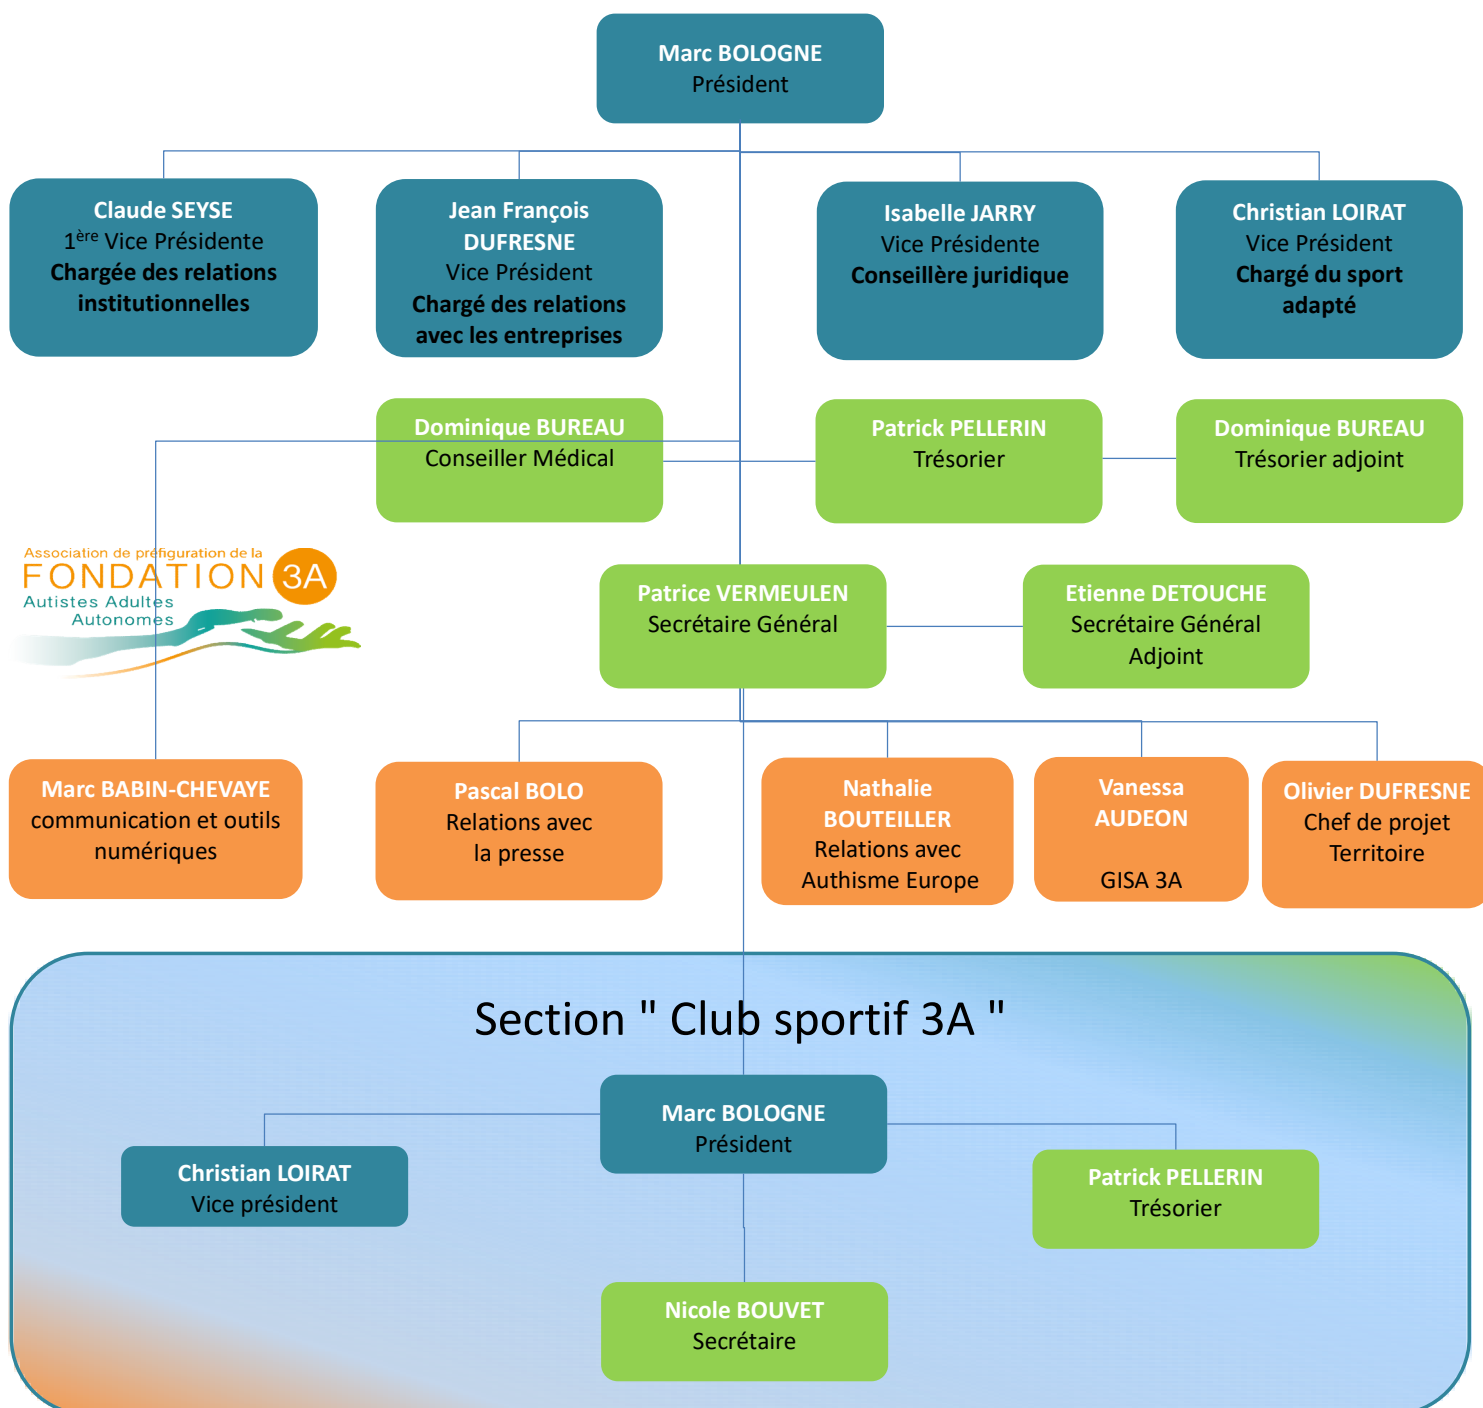 Marc BOLOGNE
Président
Claude SEYSE
1ère Vice Présidente
Chargée des relations
institutionnelles
Jean François
DUFRESNE
Vice Président
Chargé des relations
avec les entreprises
Isabelle JARRY
Vice Présidente
Conseillère juridique
Christian LOIRAT
Vice Président
Chargé du sport
adapté
Dominique BUREAU
Conseiller Médical
Patrick PELLERIN
Trésorier
Dominique BUREAU
Trésorier adjoint
Association de préfiguration de la
FONDATION 3A
Autistes Adultes
Autonomes
Patrice VERMEULEN
Secrétaire Général
Etienne DETOUCHE
Secrétaire Général
Adjoint
Marc BABIN-CHEVAYE
communication et outils
numériques
Pascal BOLO
Relations avec
la presse
Nathalie
BOUTEILLER
Relations avec
Authisme Europe
Vanessa
AUDEON
GISA 3A
Olivier DUFRESNE
Chef de projet
Territoire
Section " Club sportif 3A "
Marc BOLOGNE
Président
Christian LOIRAT
Vice président
Patrick PELLERIN
Trésorier
Nicole BOUVET
Secrétaire